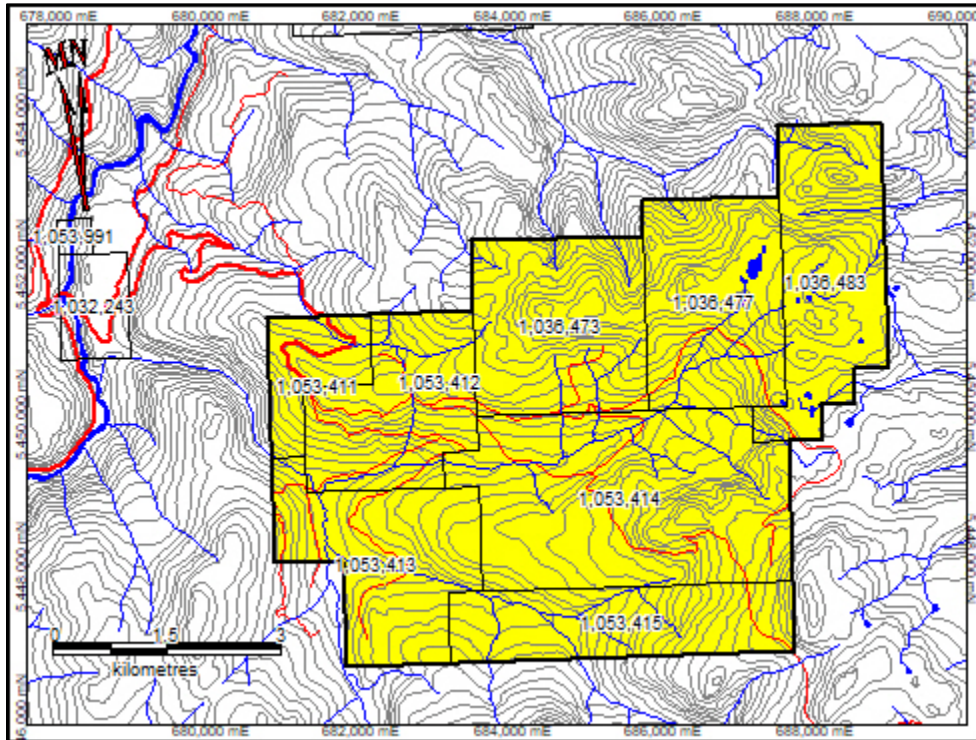 678,000 mE 680,000 mE 682,000 mE 684,000 mE 686,000 mE 688,000 mE 690,0
MN
5,454,000 mN
5,452,000 mN
5,450,000 mN
5,448,000 mN
1,053,991
1,032,243
1,036,483
1,036,477
1,036,473
1,053,411
1,053,412
1,053,414
1,053,413
1,053,415
0 1.5 3
kilometres
680,000 mE 682,000 mE 684,000 mE 686,000 mE 688,000 mE